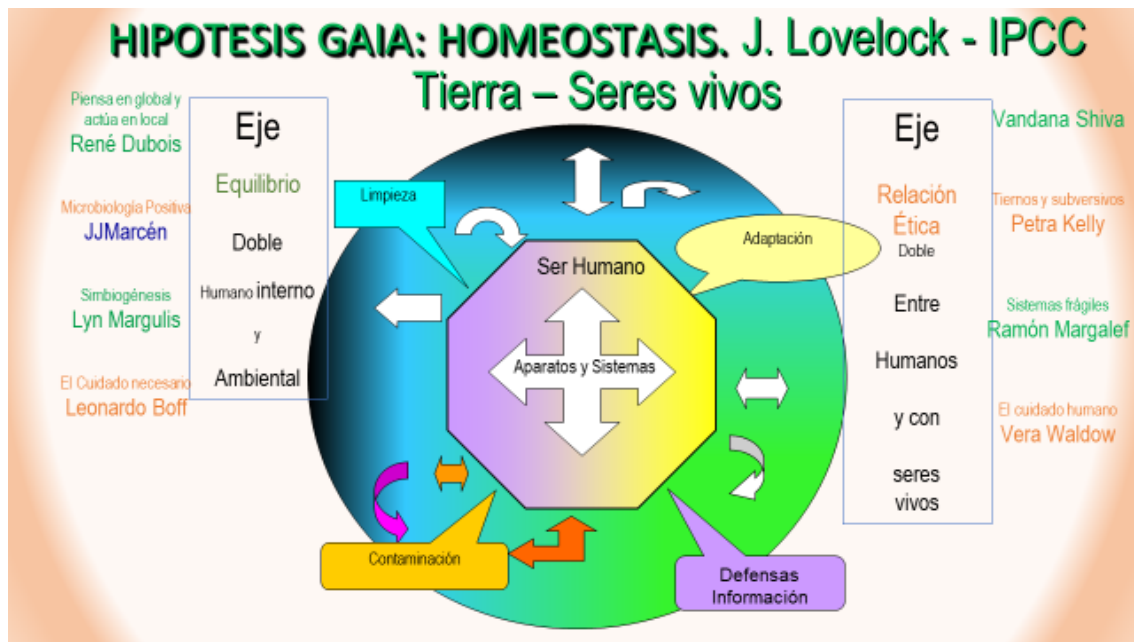 HIPOTESIS GAIA: HOMEOSTASIS. J. Lovelock - IPCC
Tierra – Seres vivos
Piensa en global y
actúa en local
René Dubois
Microbiología Positiva
JJMarcén
Simbiogénesis
Lyn Margulis
El Cuidado necesario
Leonardo Boff
Eje
Equilibrio
Doble
Humano interno
y
Ambiental
Limpieza
Adaptación
Ser Humano
Aparatos y Sistemas
Contaminación
Defensas
Información
Eje
Relación
Ética
Doble
Entre
Humanos
y con
seres
vivos
Vandana Shiva
Tiernos y subversivos
Petra Kelly
Sistemas frágiles
Ramón Margalef
El cuidado humano
Vera Waldow